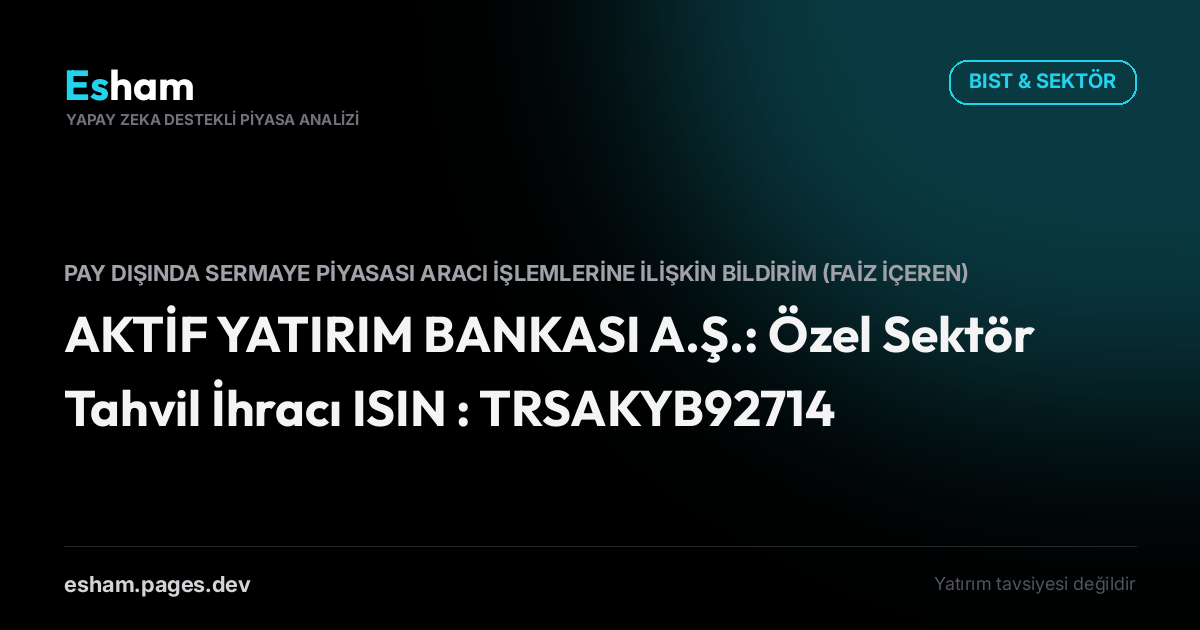 Esham
YAPAY ZEKA DESTEKLİ PİYASA ANALİZİ
BIST & SEKTÖR
PAY DIŞINDA SERMAYE PİYASASI ARACI İŞLEMLERİNE İLİŞKİN BİLDİRİM (FAİZ İÇEREN)
AKTİF YATIRIM BANKASI A.Ş.: Özel Sektör
Tahvil İhracı ISIN : TRSAKYB92714
esham.pages.dev
Yatırım tavsiyesi değildir